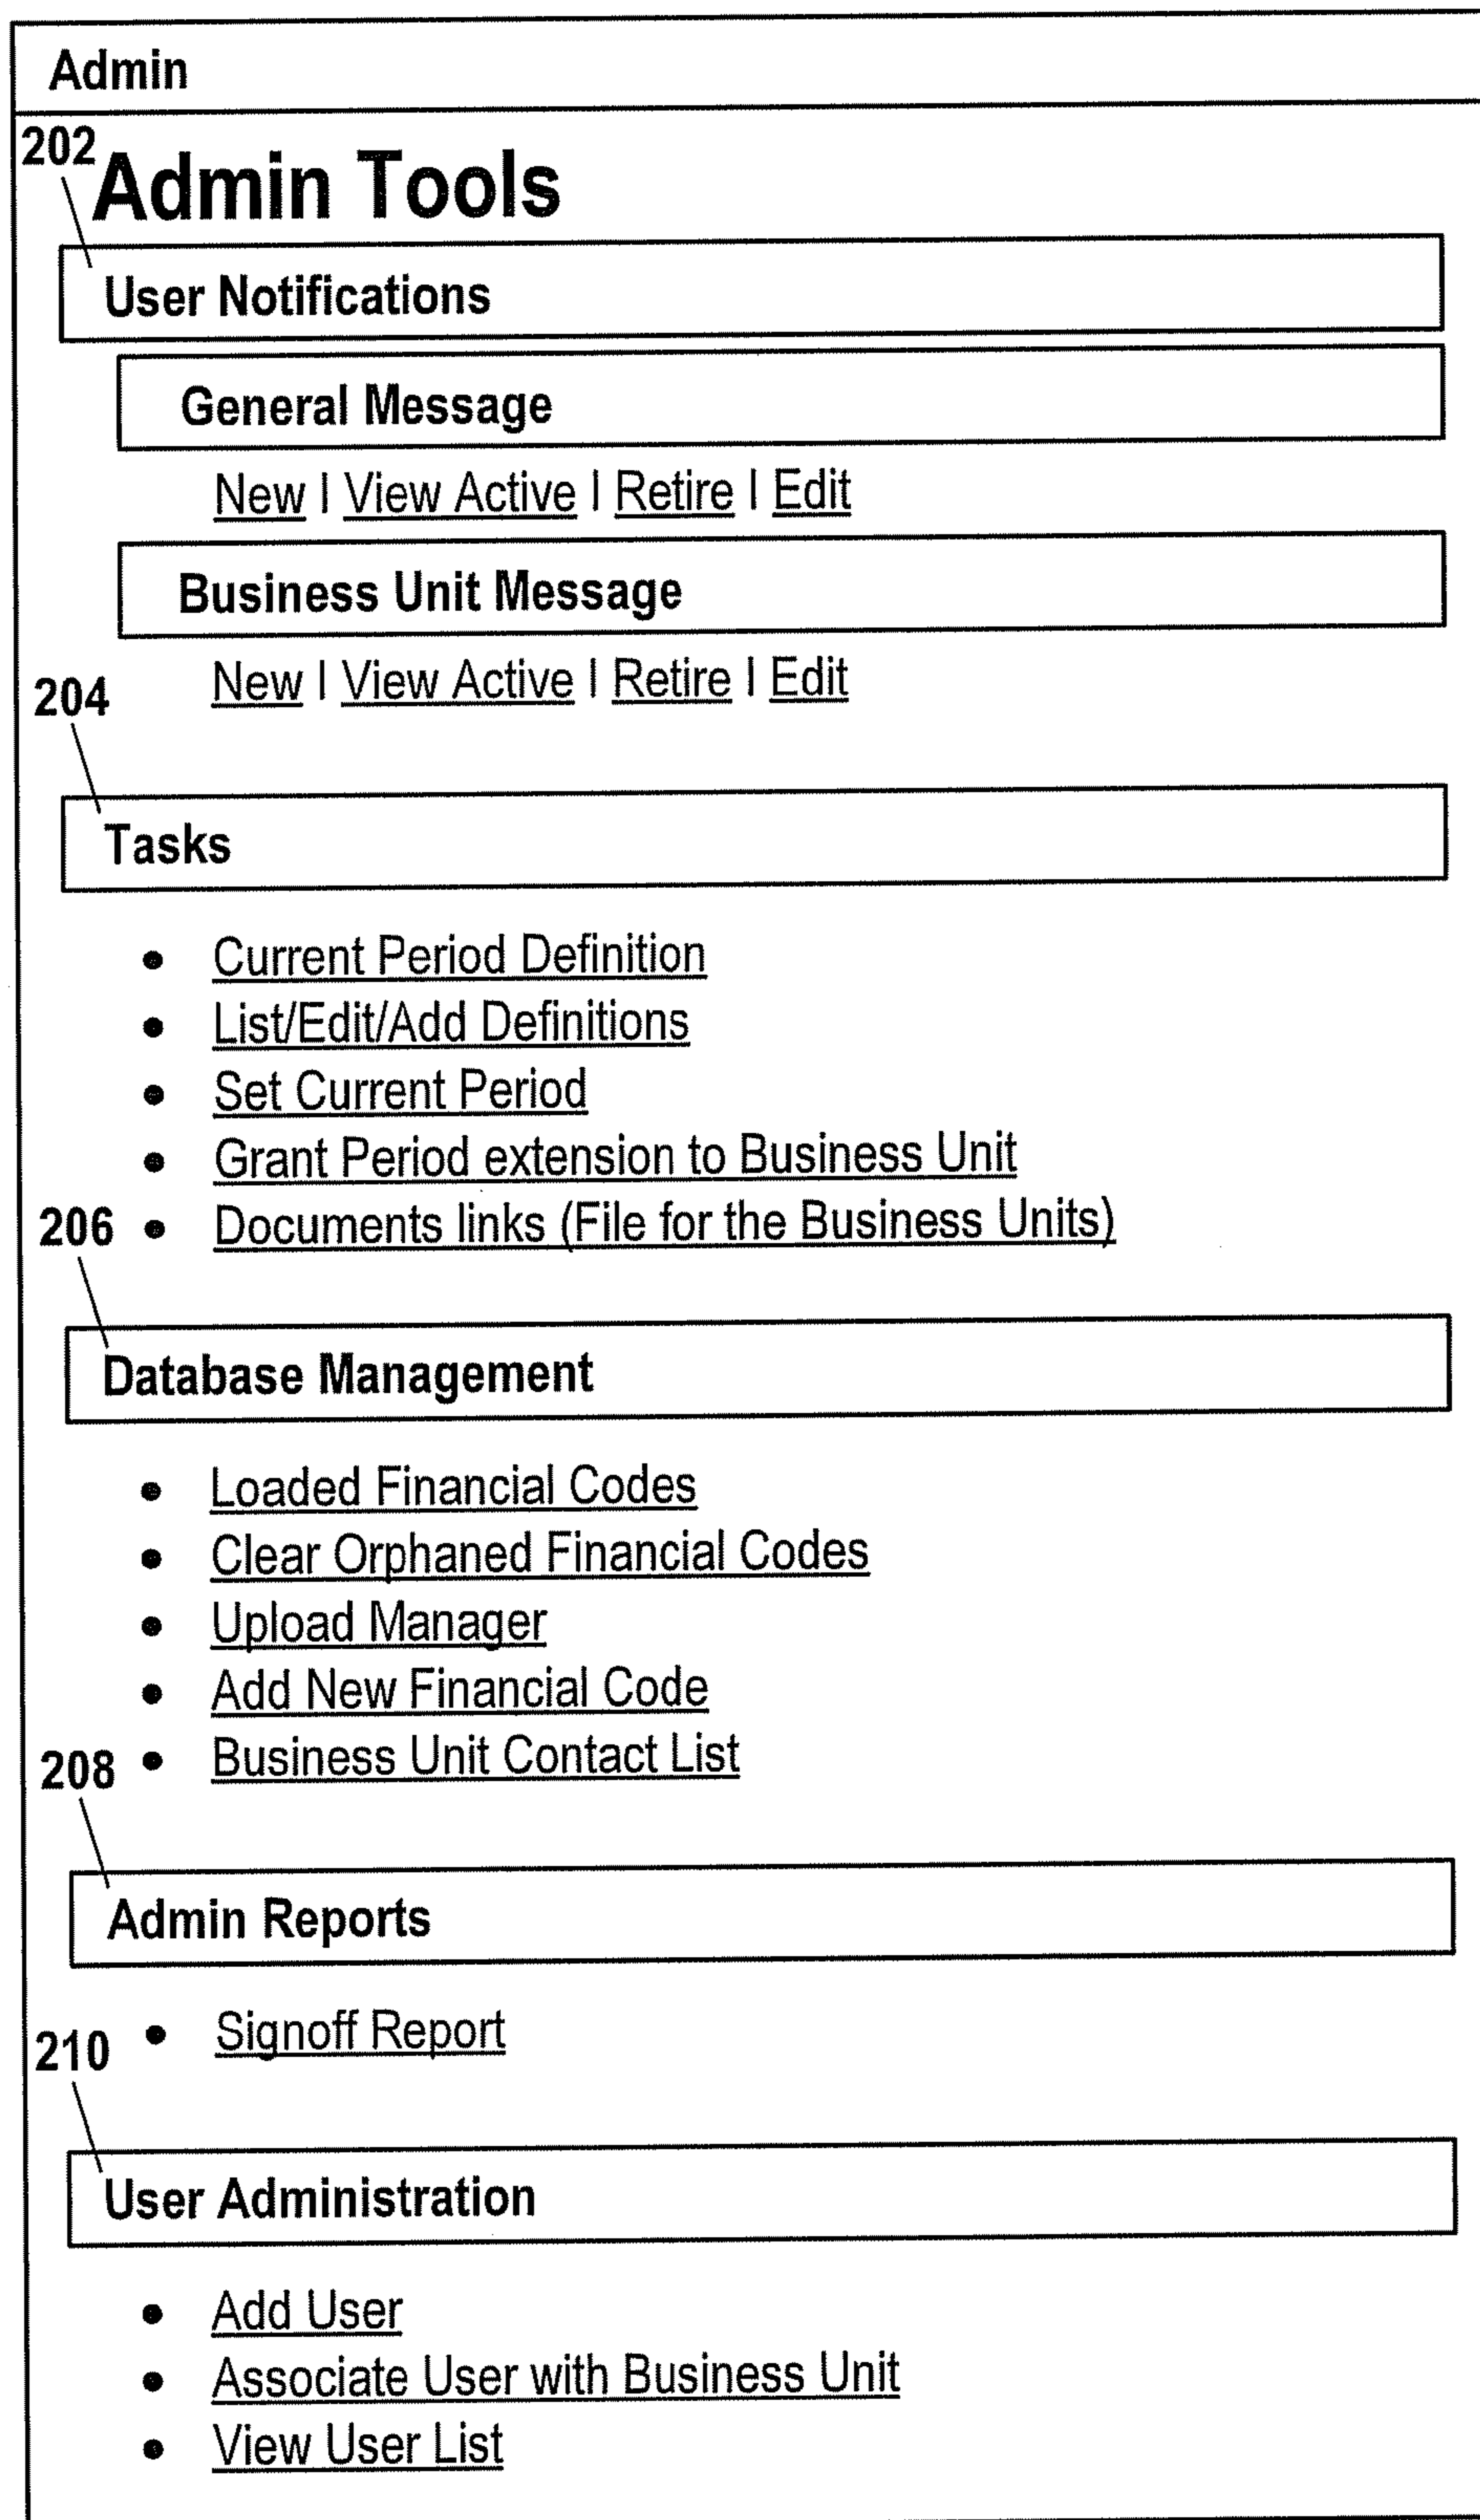 Admin
202
Admin Tools
User Notifications
General Message
New | View Active | Retire | Edit
Business Unit Message
New | View Active | Retire | Edit
204
Tasks
• Current Period Definition
• List/Edit/Add Definitions
• Set Current Period
• Grant Period extension to Business Unit
206 • Documents links (File for the Business Units)
Database Management
• Loaded Financial Codes
• Clear Orphaned Financial Codes
• Upload Manager
• Add New Financial Code
208 • Business Unit Contact List
Admin Reports
210 • Signoff Report
User Administration
• Add User
• Associate User with Business Unit
• View User List